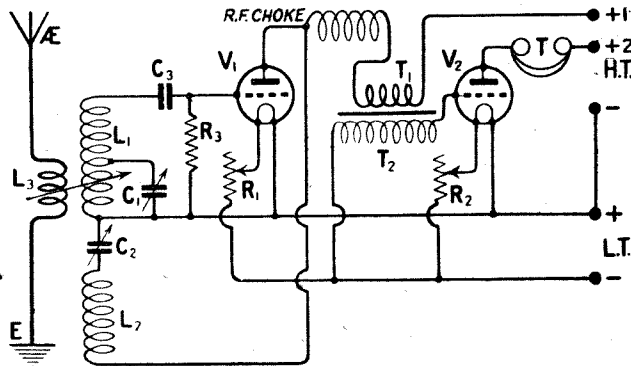 Æ
R.F. CHOKE
+1
+2
H.T.
-
+
L.T.
-
C₃
V₁
T₁
V₂
T
L₁
R₃
T₂
L₃
C₁
R₁
R₂
C₂
L₂
E